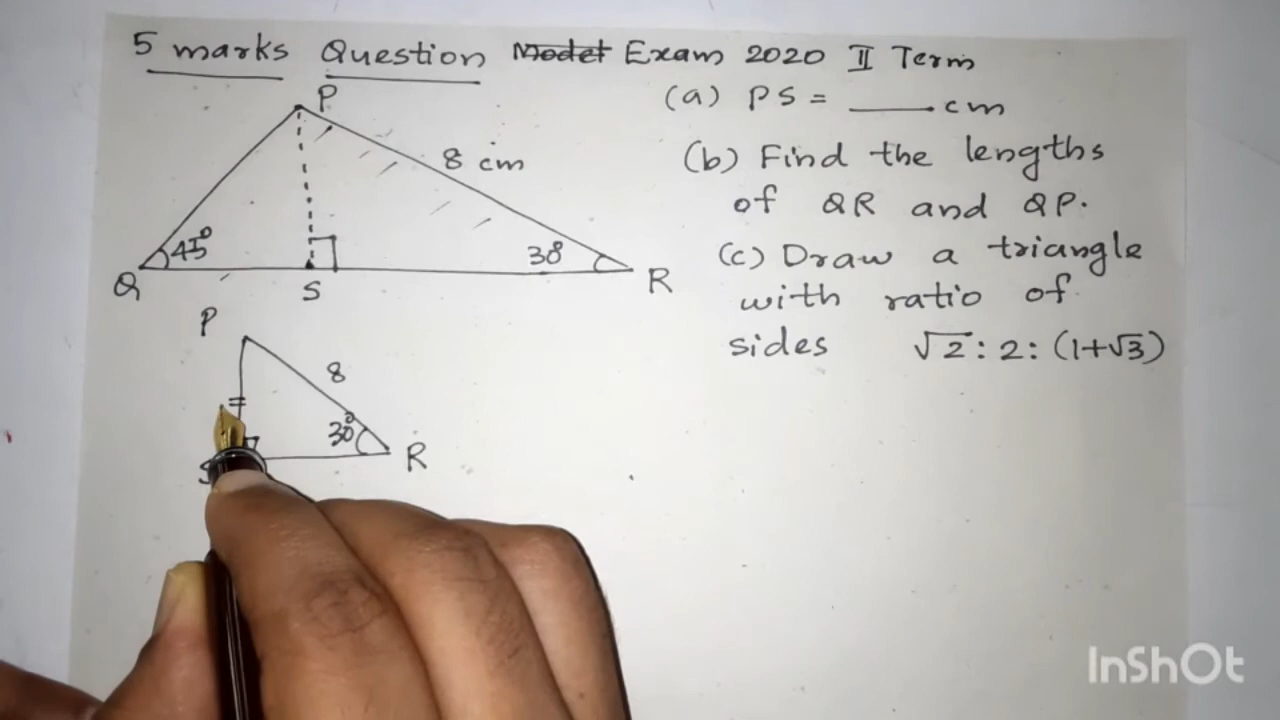 5 marks Question Model Exam 2020 II Term
P
(a) PS = ____ cm
8 cm
(b) Find the lengths
of QR and QP.
45°
30°
(c) Draw a triangle
Q
S
R
with ratio of
sides √2 : 2 : (1+√3)
P
8
30°
R
S
InShOt